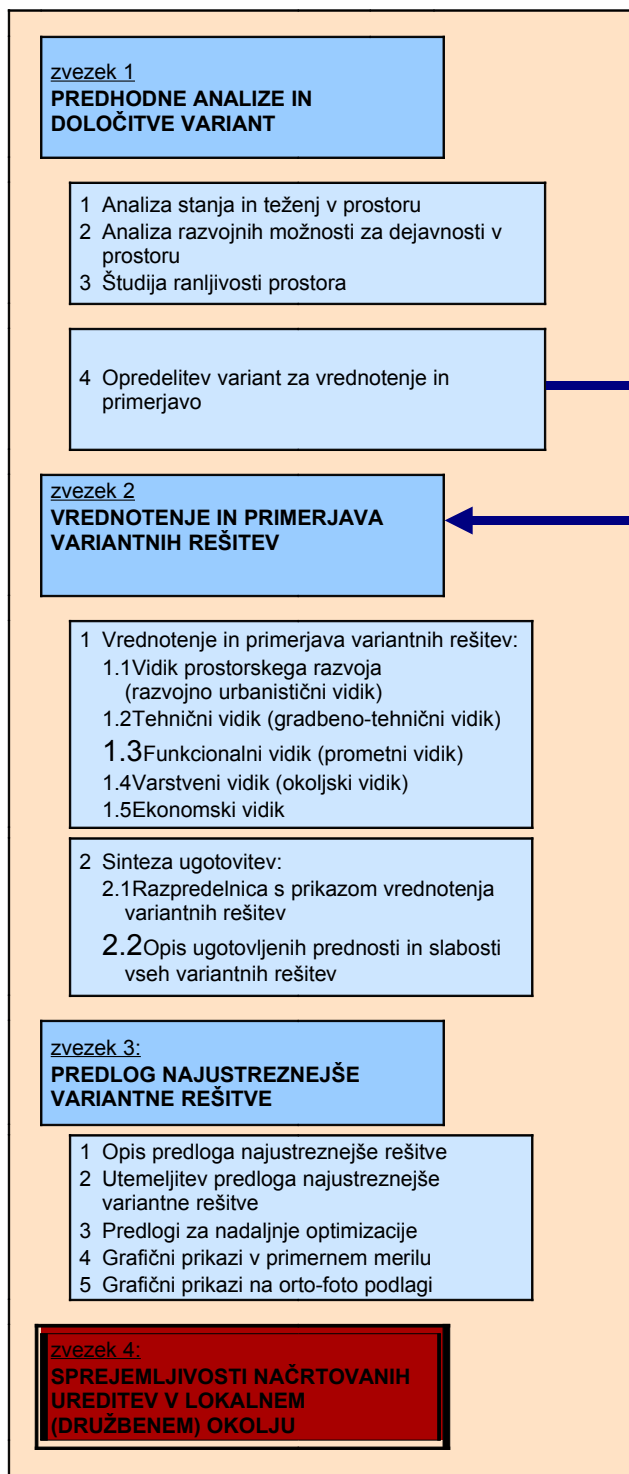 zvezek 1
PREDHODNE ANALIZE IN
DOLOČITVE VARIANT
1 Analiza stanja in teženj v prostoru
2 Analiza razvojnih možnosti za dejavnosti v
prostoru
3 Študija ranljivosti prostora
4 Opredelitev variant za vrednotenje in
primerjavo
zvezek 2
VREDNOTENJE IN PRIMERJAVA
VARIANTNIH REŠITEV
1 Vrednotenje in primerjava variantnih rešitev:
1.1Vidik prostorskega razvoja
(razvojno urbanistični vidik)
1.2Tehnični vidik (gradbeno-tehnični vidik)
1.3Funkcionalni vidik (prometni vidik)
1.4Varstveni vidik (okoljski vidik)
1.5Ekonomski vidik
2 Sinteza ugotovitev:
2.1Razpredelnica s prikazom vrednotenja
variantnih rešitev
2.2Opis ugotovljenih prednosti in slabosti
vseh variantnih rešitev
zvezek 3:
PREDLOG NAJUSTREZNEJŠE
VARIANTNE REŠITVE
1 Opis predloga najustreznejše rešitve
2 Utemeljitev predloga najustreznejše
variantne rešitve
3 Predlogi za nadaljnje optimizacije
4 Grafični prikazi v primernem merilu
5 Grafični prikazi na orto-foto podlagi
zvezek 4:
SPREJEMLJIVOSTI NAČRTOVANIH
UREDITEV V LOKALNEM
(DRUŽBENEM) OKOLJU